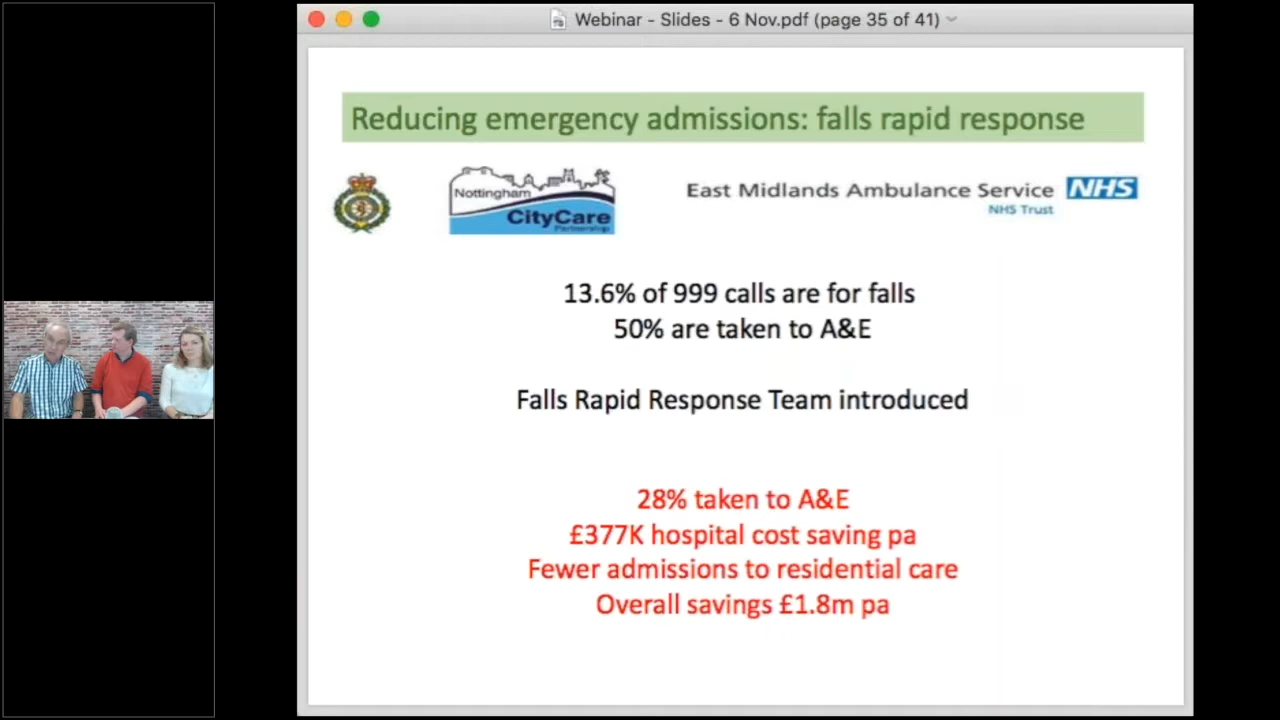 Webinar - Slides - 6 Nov.pdf (page 35 of 41)
Reducing emergency admissions: falls rapid response
Nottingham
CityCare
Partnership
East Midlands Ambulance Service NHS
NHS Trust
13.6% of 999 calls are for falls
50% are taken to A&E
Falls Rapid Response Team introduced
28% taken to A&E
£377K hospital cost saving pa
Fewer admissions to residential care
Overall savings £1.8m pa